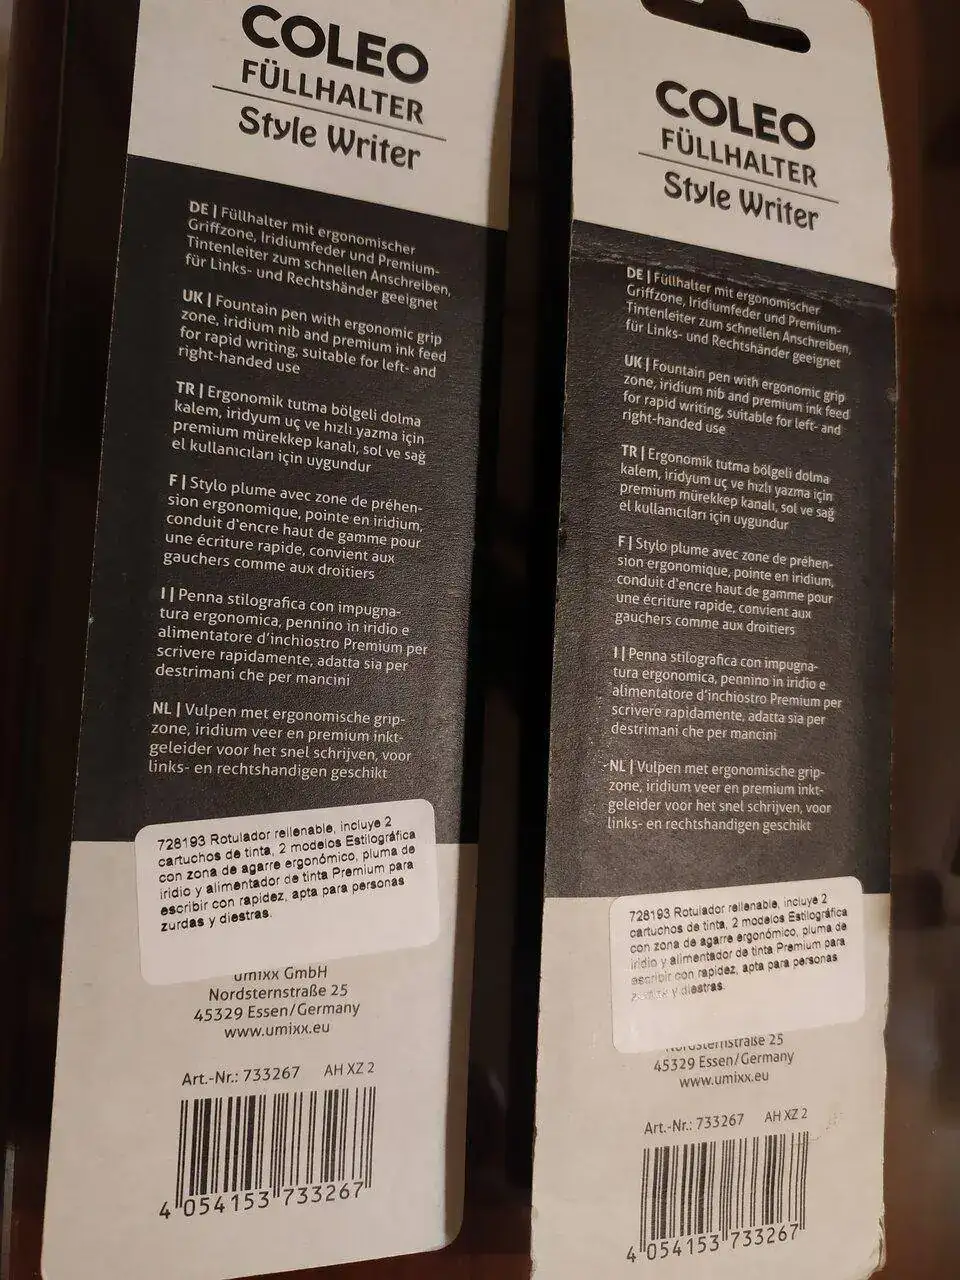 COLEO
FÜLLHALTER
Style Writer
DE | Füllhalter mit ergonomischer
Griffzone, Iridiumfeder und Premium-
Tintenleiter zum schnellen Anschreiben,
für Links- und Rechtshänder geeignet
UK | Fountain pen with ergonomic grip
zone, iridium nib and premium ink feed
for rapid writing, suitable for left- and
right-handed use
TR | Ergonomik tutma bölgeli dolma
kalem, iridyum uç ve hızlı yazma için
premium mürekkep kanalı, sol ve sağ
el kullanıcıları için uygundur
F | Stylo plume avec zone de préhen-
sion ergonomique, pointe en iridium,
conduit d'encre haut de gamme pour
une écriture rapide, convient aux
gauchers comme aux droitiers
I | Penna stilografica con impugna-
tura ergonomica, pennino in iridio e
alimentatore d'inchiostro Premium per
scrivere rapidamente, adatta sia per
destrimani che per mancini
NL | Vulpen met ergonomische grip-
zone, iridium veer en premium inkt-
geleider voor het snel schrijven, voor
links- en rechtshandigen geschikt
728193 Rotulador rellenable, incluye 2
cartuchos de tinta, 2 modelos Estilográfica
con zona de agarre ergonómico, pluma de
iridio y alimentador de tinta Premium para
escribir con rapidez, apta para personas
zurdas y diestras.
umixx GmbH
Nordsternstraße 25
45329 Essen/Germany
www.umixx.eu
Art.-Nr.: 733267 AH XZ 2
4 054153 733267
COLEO
FÜLLHALTER
Style Writer
DE | Füllhalter mit ergonomischer
Griffzone, Iridiumfeder und Premium-
Tintenleiter zum schnellen Anschreiben,
für Links- und Rechtshänder geeignet
UK | Fountain pen with ergonomic grip
zone, iridium nib and premium ink feed
for rapid writing, suitable for left- and
right-handed use
TR | Ergonomik tutma bölgeli dolma
kalem, iridyum uç ve hızlı yazma için
premium mürekkep kanalı, sol ve sağ
el kullanıcıları için uygundur
F | Stylo plume avec zone de préhen-
sion ergonomique, pointe en iridium,
conduit d'encre haut de gamme pour
une écriture rapide, convient aux
gauchers comme aux droitiers
I | Penna stilografica con impugna-
tura ergonomica, pennino in iridio e
alimentatore d'inchiostro Premium per
scrivere rapidamente, adatta sia per
destrimani che per mancini
NL | Vulpen met ergonomische grip-
zone, iridium veer en premium inkt-
geleider voor het snel schrijven, voor
links- en rechtshandigen geschikt
728193 Rotulador rellenable, incluye 2
cartuchos de tinta, 2 modelos Estilográfica
con zona de agarre ergonómico, pluma de
iridio y alimentador de tinta Premium para
escribir con rapidez, apta para personas
y diestras.
Nordsternstraße 25
45329 Essen/Germany
www.umixx.eu
Art.-Nr.: 733267 AH XZ 2
4 054153 733267